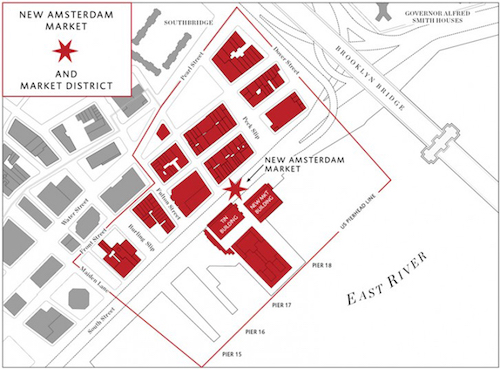 NEW AMSTERDAM
MARKET
AND
MARKET DISTRICT
SOUTHBRIDGE
GOVERNOR ALFRED
SMITH HOUSES
Pearl Street
Dover Street
BROOKLYN BRIDGE
Peck Slip
NEW AMSTERDAM
MARKET
Fulton Street
TIN
BUILDING
NEW MKT
BUILDING
US PIERHEAD LINE
Water Street
Front Street
Burling Slip
Maiden Lane
South Street
EAST RIVER
PIER 18
PIER 17
PIER 16
PIER 15